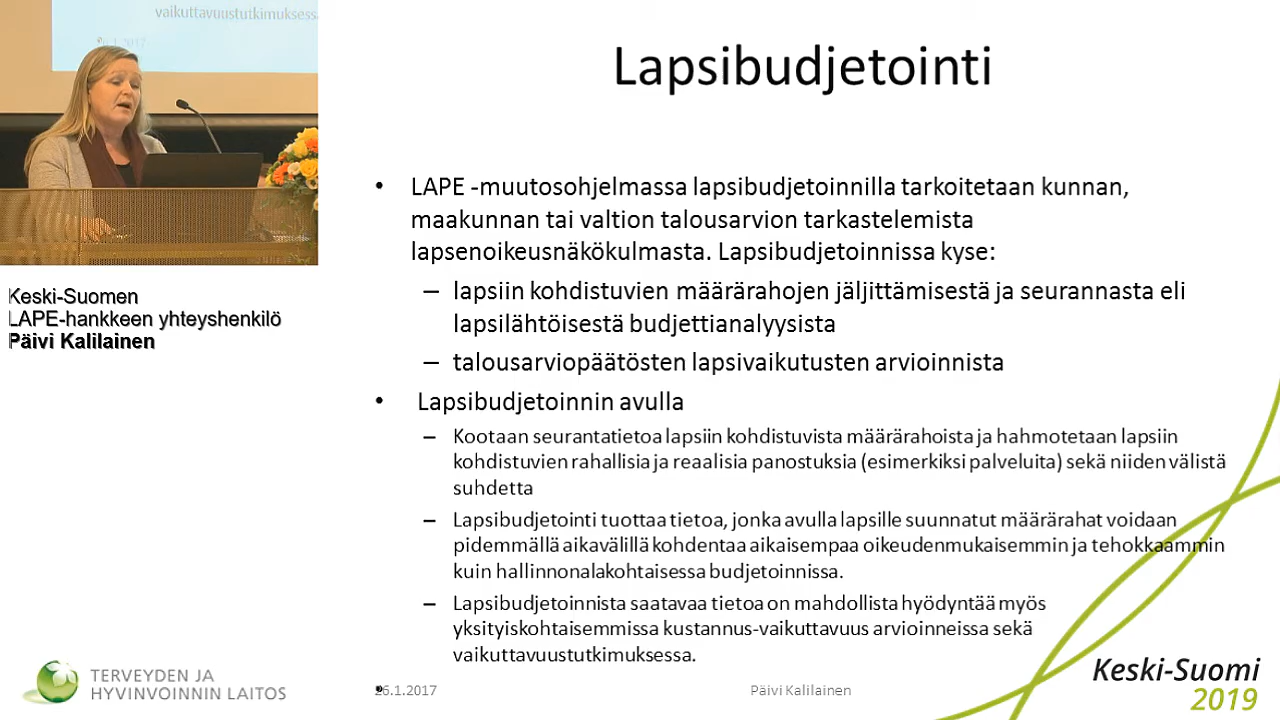 vaikuttavuustutkimuksess
Keski-Suomen
LAPE-hankkeen yhteyshenkilö
Päivi Kalilainen
Lapsibudjetointi
• LAPE -muutosohjelmassa lapsibudjetoinnilla tarkoitetaan kunnan,
maakunnan tai valtion talousarvion tarkastelemista
lapsenoikeusnäkökulmasta. Lapsibudjetoinnissa kyse:
– lapsiin kohdistuvien määrärahojen jäljittämisestä ja seurannasta eli
lapsilähtöisestä budjettianalyysista
– talousarviopäätösten lapsivaikutusten arvioinnista
• Lapsibudjetoinnin avulla
– Kootaan seurantatietoa lapsiin kohdistuvista määrärahoista ja hahmotetaan lapsiin
kohdistuvien rahallisia ja reaalisia panostuksia (esimerkiksi palveluita) sekä niiden välistä
suhdetta
– Lapsibudjetointi tuottaa tietoa, jonka avulla lapsille suunnatut määrärahat voidaan
pidemmällä aikavälillä kohdentaa aikaisempaa oikeudenmukaisemmin ja tehokkaammin
kuin hallinnonalakohtaisessa budjetoinnissa.
– Lapsibudjetoinnista saatavaa tietoa on mahdollista hyödyntää myös
yksityiskohtaisemmissa kustannus-vaikuttavuus arvioinneissa sekä
vaikuttavuustutkimuksessa.
TERVEYDEN JA
HYVINVOINNIN LAITOS
26.1.2017
Päivi Kalilainen
Keski-Suomi
2019